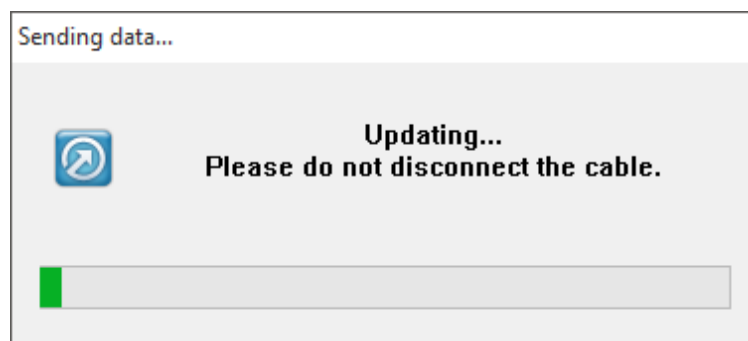 Sending data...
Updating...
Please do not disconnect the cable.